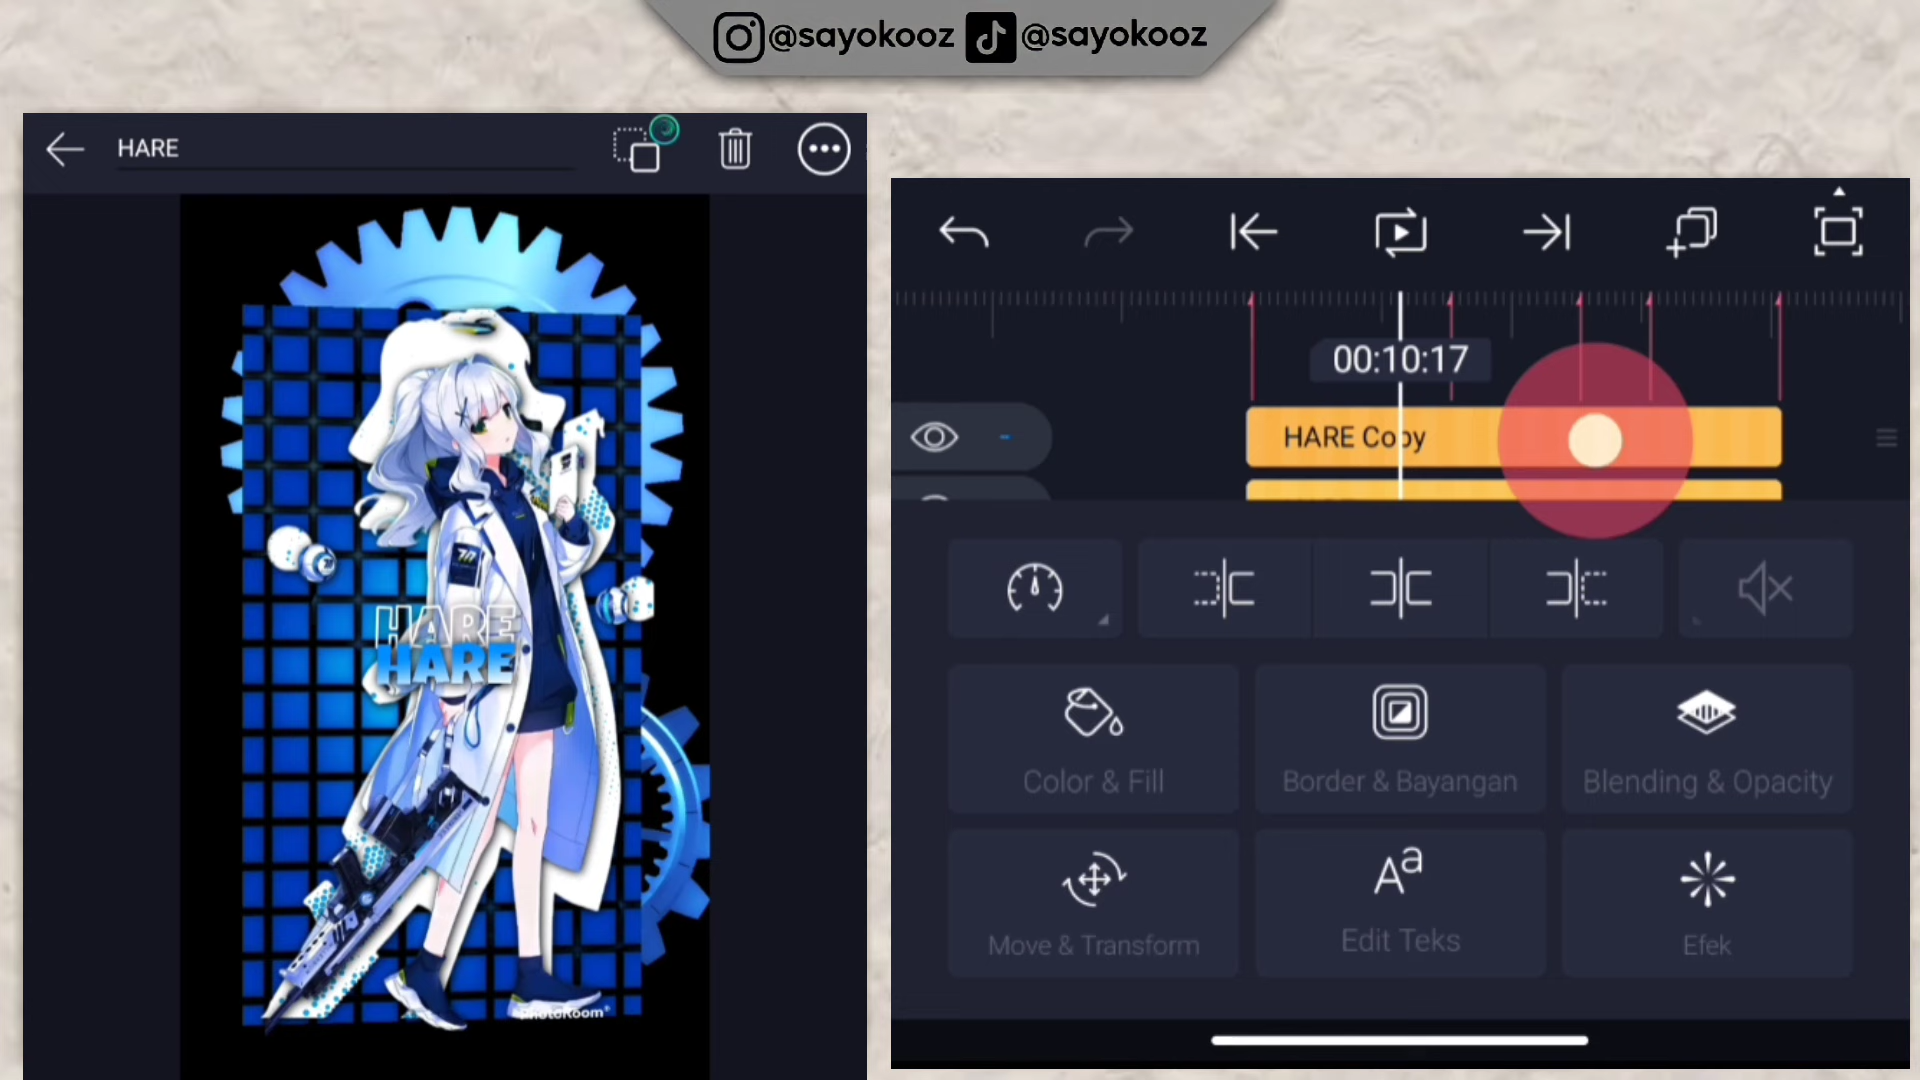 @sayokooz @sayokooz
HARE
HARE
HARE
PhotoRoom
00:10:17
HARE Copy
Color & Fill
Border & Bayangan
Blending & Opacity
Move & Transform
Edit Teks
Efek